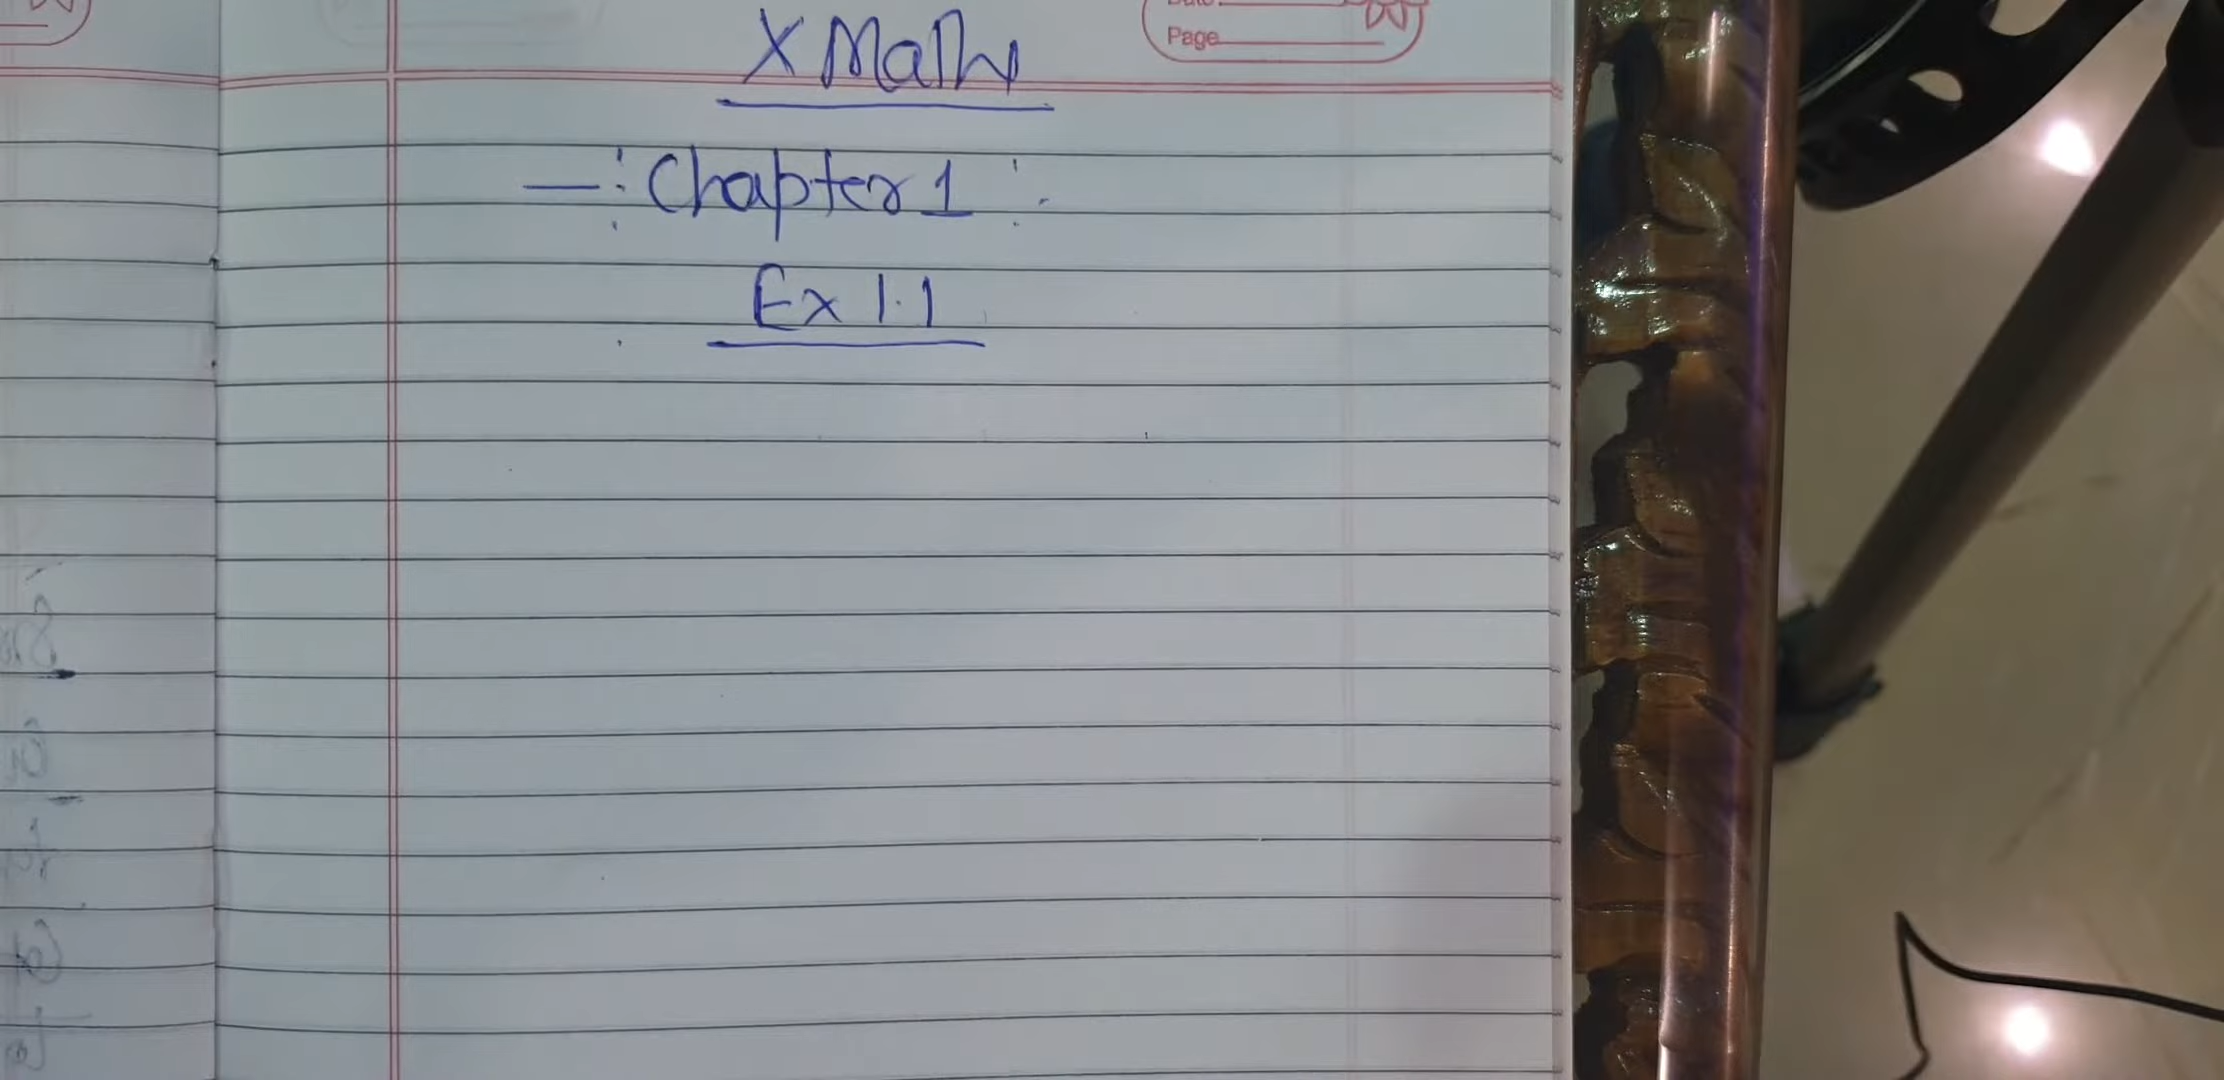 Page
X Math
—: Chapter 1 :
Ex 1.1